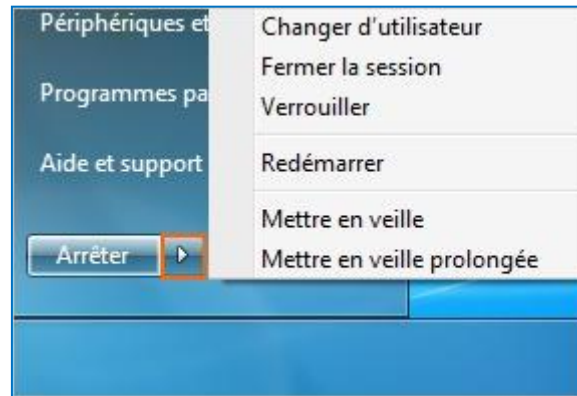 Périphériques et
Programmes pa
Aide et support
Arrêter
Changer d'utilisateur
Fermer la session
Verrouiller
Redémarrer
Mettre en veille
Mettre en veille prolongée